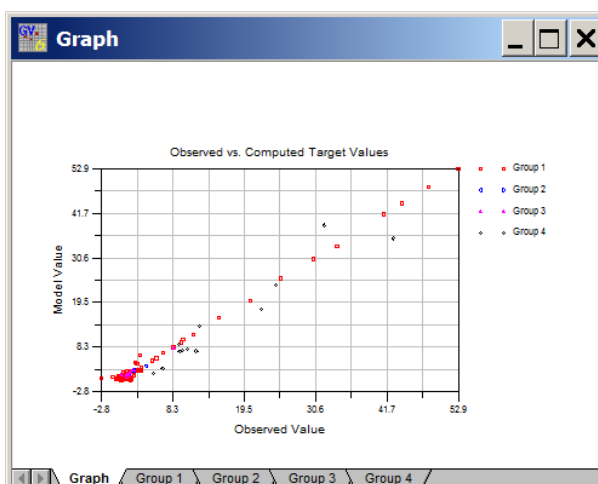 Graph
Observed vs. Computed Target Values
52.9
41.7
30.6
19.5
8.3
-2.8
Model Value
-2.8 8.3 19.5 30.6 41.7 52.9
Observed Value
Group 1
Group 2
Group 3
Group 4
Graph Group 1 Group 2 Group 3 Group 4